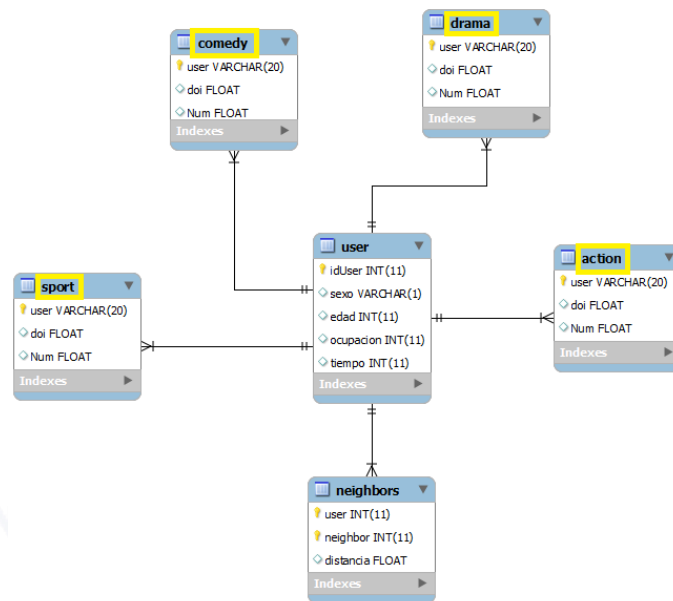 comedy
user VARCHAR(20)
doi FLOAT
Num FLOAT
Indexes
drama
user VARCHAR(20)
doi FLOAT
Num FLOAT
Indexes
user
idUser INT(11)
sexo VARCHAR(1)
edad INT(11)
ocupacion INT(11)
tiempo INT(11)
Indexes
sport
user VARCHAR(20)
doi FLOAT
Num FLOAT
Indexes
action
user VARCHAR(20)
doi FLOAT
Num FLOAT
Indexes
neighbors
user INT(11)
neighbor INT(11)
distancia FLOAT
Indexes